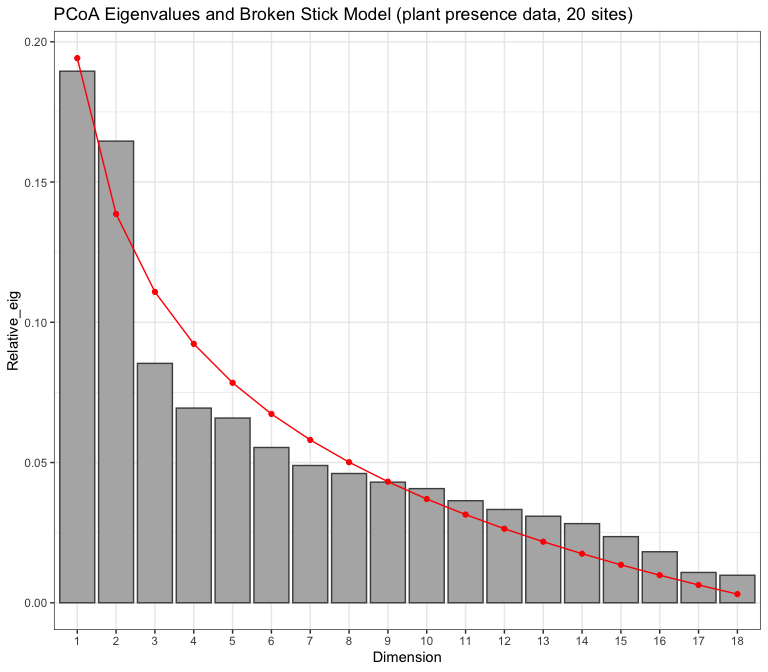 PCoA Eigenvalues and Broken Stick Model (plant presence data, 20 sites)
0.20
0.15
0.10
0.05
0.00
Relative_eig
1 2 3 4 5 6 7 8 9 10 11 12 13 14 15 16 17 18
Dimension